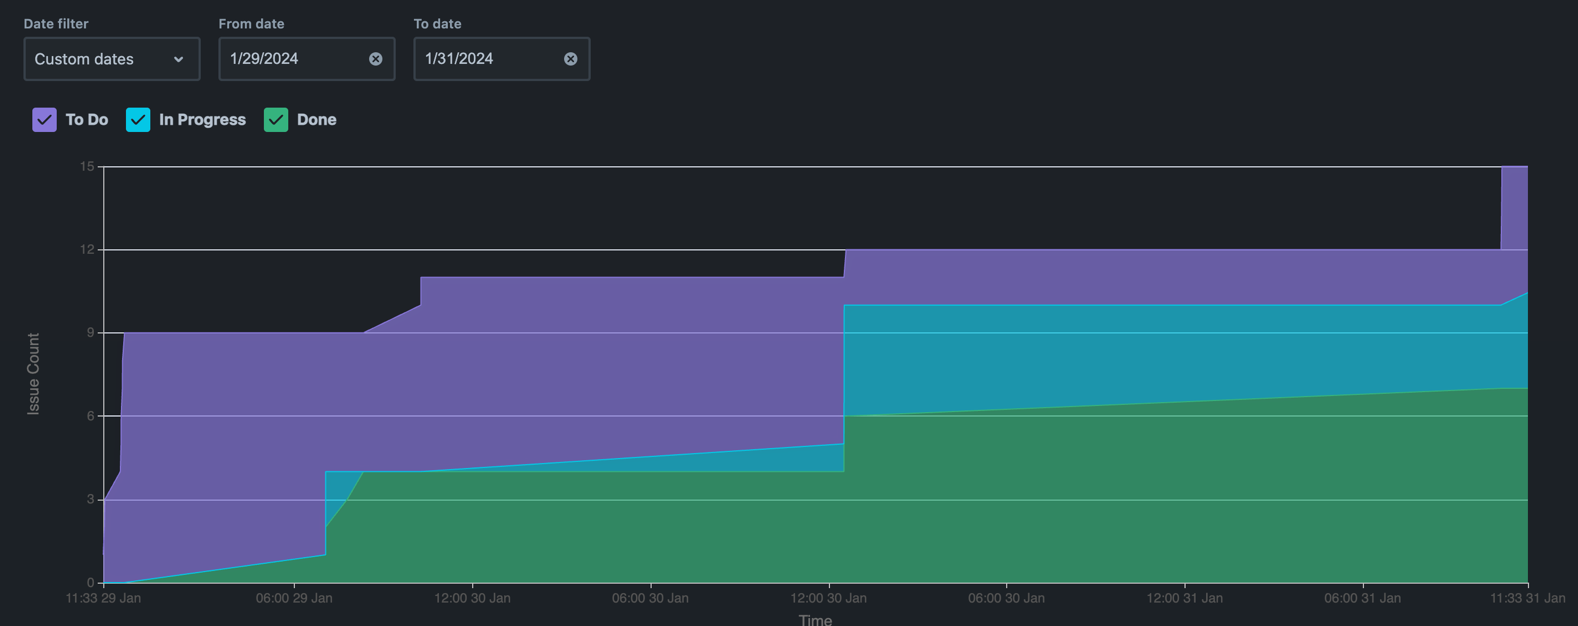 Date filter From date To date
Custom dates 1/29/2024 1/31/2024
To Do In Progress Done
15
12
9
6
3
0
Issue Count
11:33 29 Jan 06:00 29 Jan 12:00 30 Jan 06:00 30 Jan 12:00 30 Jan 06:00 30 Jan 12:00 31 Jan 06:00 31 Jan 11:33 31 Jan
Time